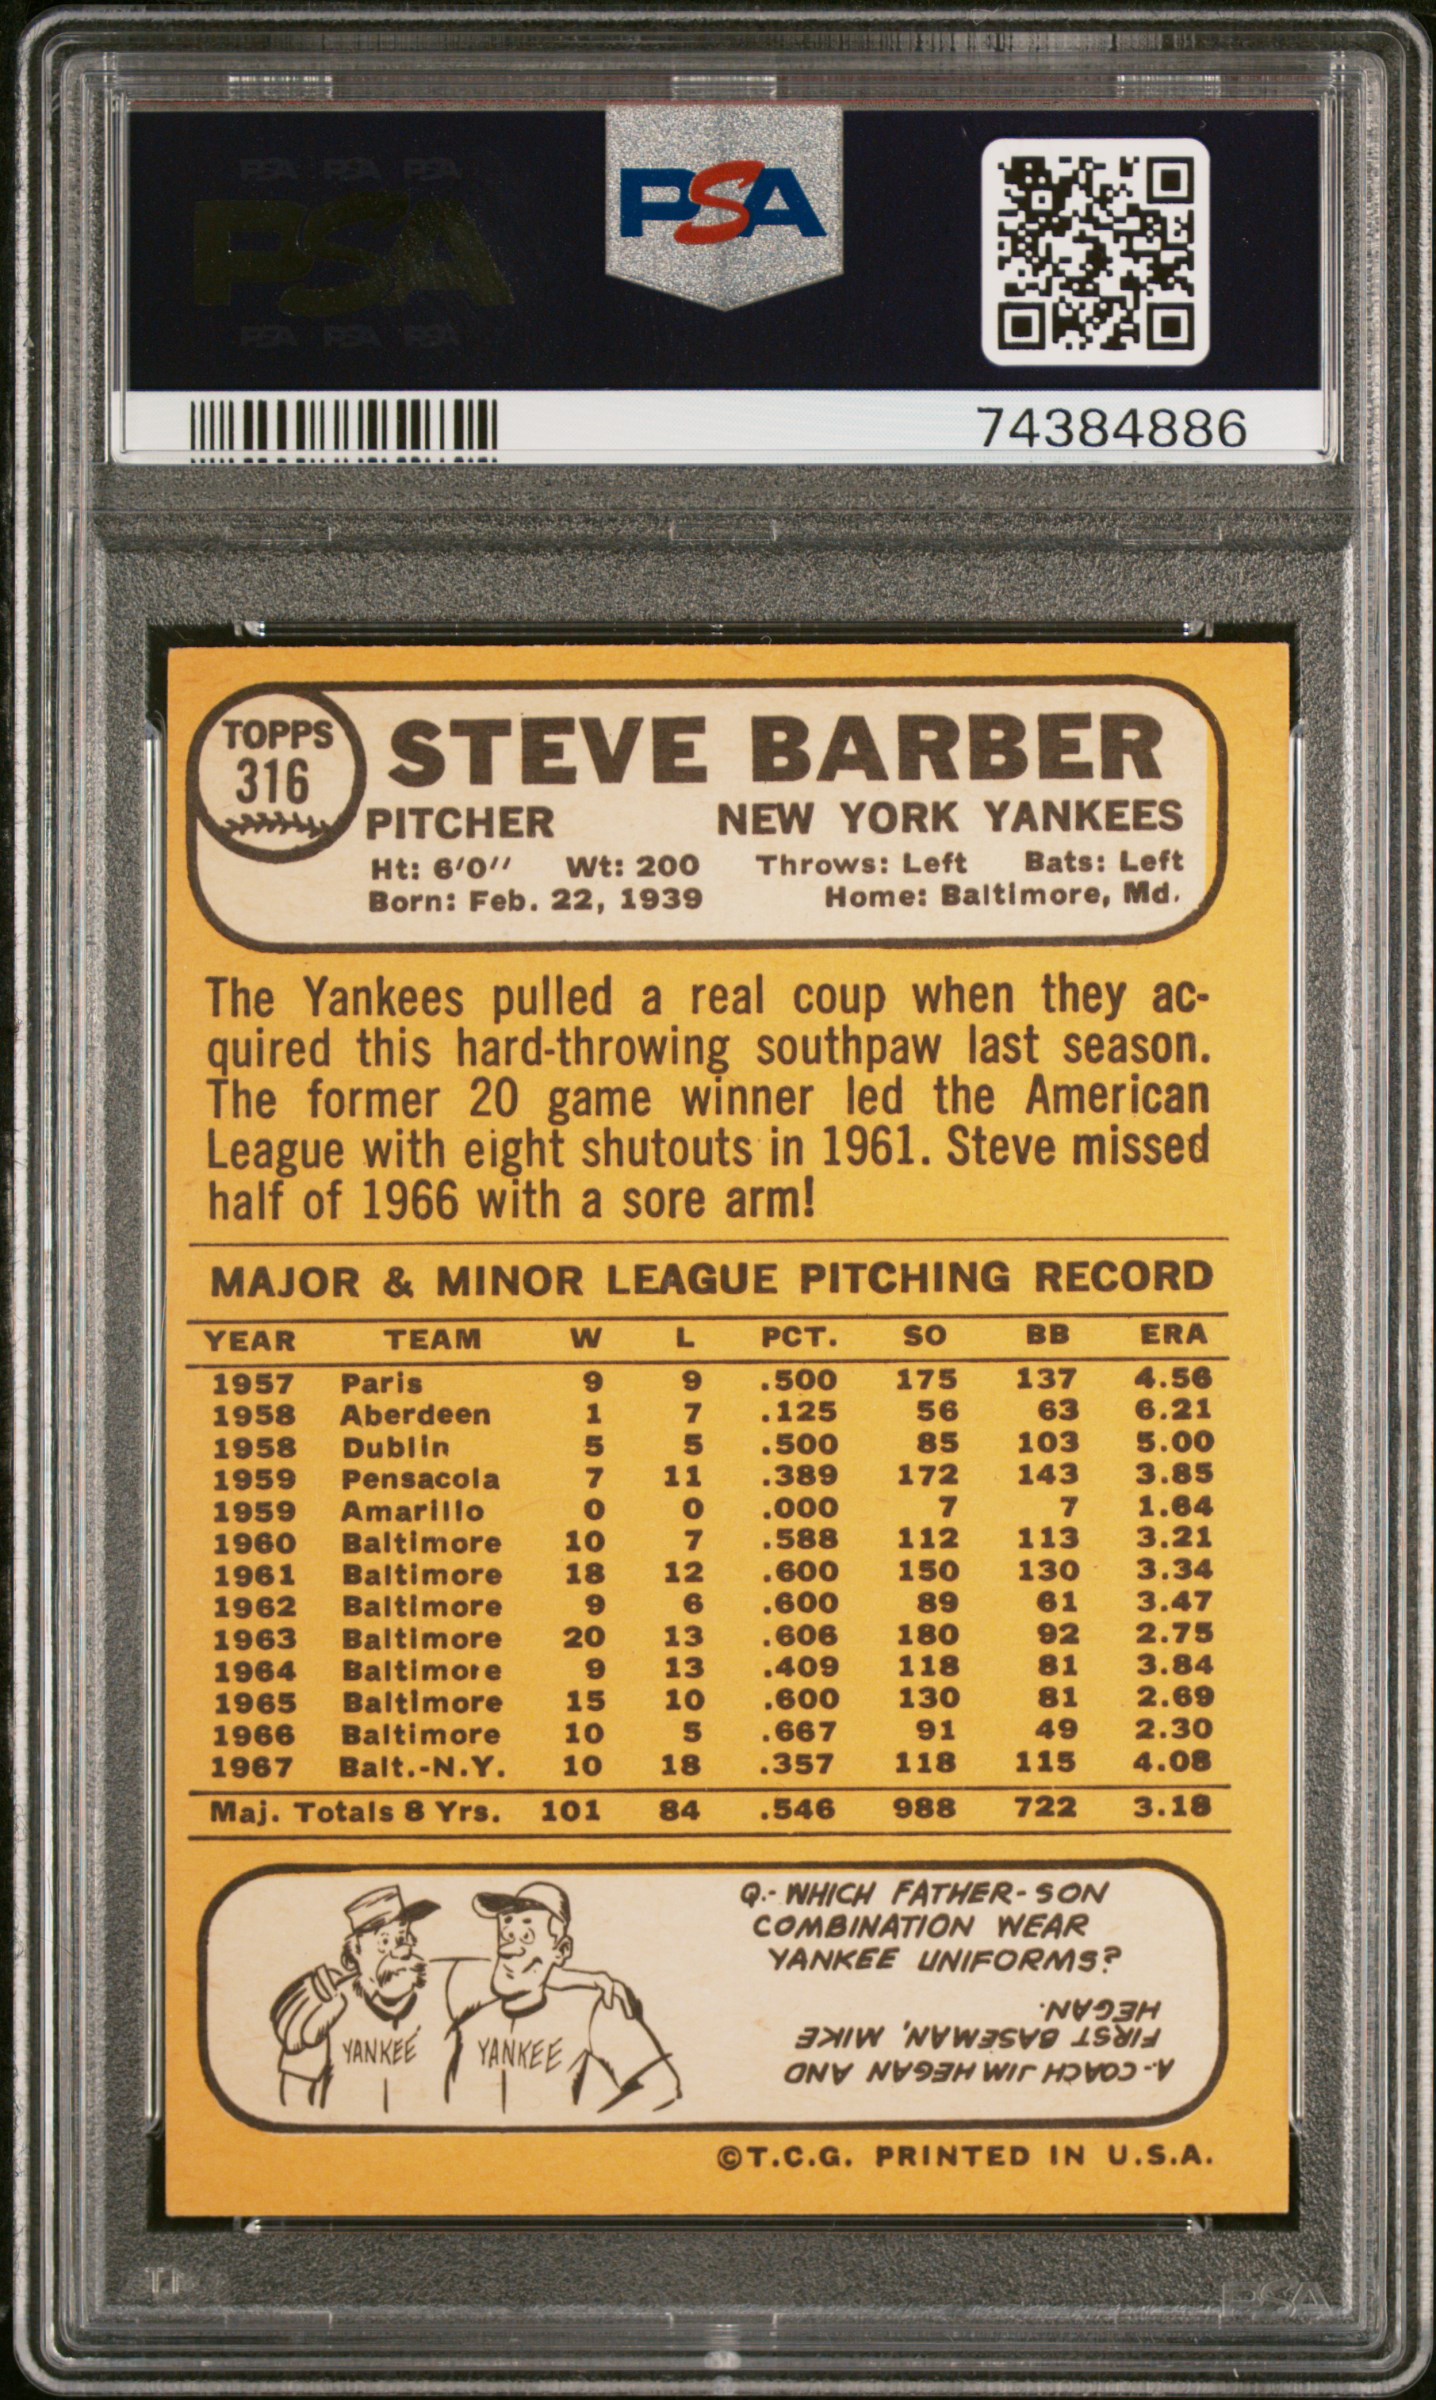 PSA PSA PSA
PSA
PSA PSA PSA
PSA
74384886
TOPPS
316
STEVE BARBER
PITCHER NEW YORK YANKEES
Ht: 6'0'' Wt: 200 Throws: Left Bats: Left
Born: Feb. 22, 1939 Home: Baltimore, Md.
The Yankees pulled a real coup when they ac-
quired this hard-throwing southpaw last season.
The former 20 game winner led the American
League with eight shutouts in 1961. Steve missed
half of 1966 with a sore arm!
MAJOR & MINOR LEAGUE PITCHING RECORD
YEAR TEAM W L PCT. SO BB ERA
1957 Paris 9 9 .500 175 137 4.56
1958 Aberdeen 1 7 .125 56 63 6.21
1958 Dublin 5 5 .500 85 103 5.00
1959 Pensacola 7 11 .389 172 143 3.85
1959 Amarillo 0 0 .000 7 7 1.64
1960 Baltimore 10 7 .588 112 113 3.21
1961 Baltimore 18 12 .600 150 130 3.34
1962 Baltimore 9 6 .600 89 61 3.47
1963 Baltimore 20 13 .606 180 92 2.75
1964 Baltimore 9 13 .409 118 81 3.84
1965 Baltimore 15 10 .600 130 81 2.69
1966 Baltimore 10 5 .667 91 49 2.30
1967 Balt.-N.Y. 10 18 .357 118 115 4.08
Maj. Totals 8 Yrs. 101 84 .546 988 722 3.18
YANKEE YANKEE
Q.- WHICH FATHER-SON
COMBINATION WEAR
YANKEE UNIFORMS?
A.- COACH JIM HEGAN AND
FIRST BASEMAN, MIKE
HEGAN.
©T.C.G. PRINTED IN U.S.A.
PSA